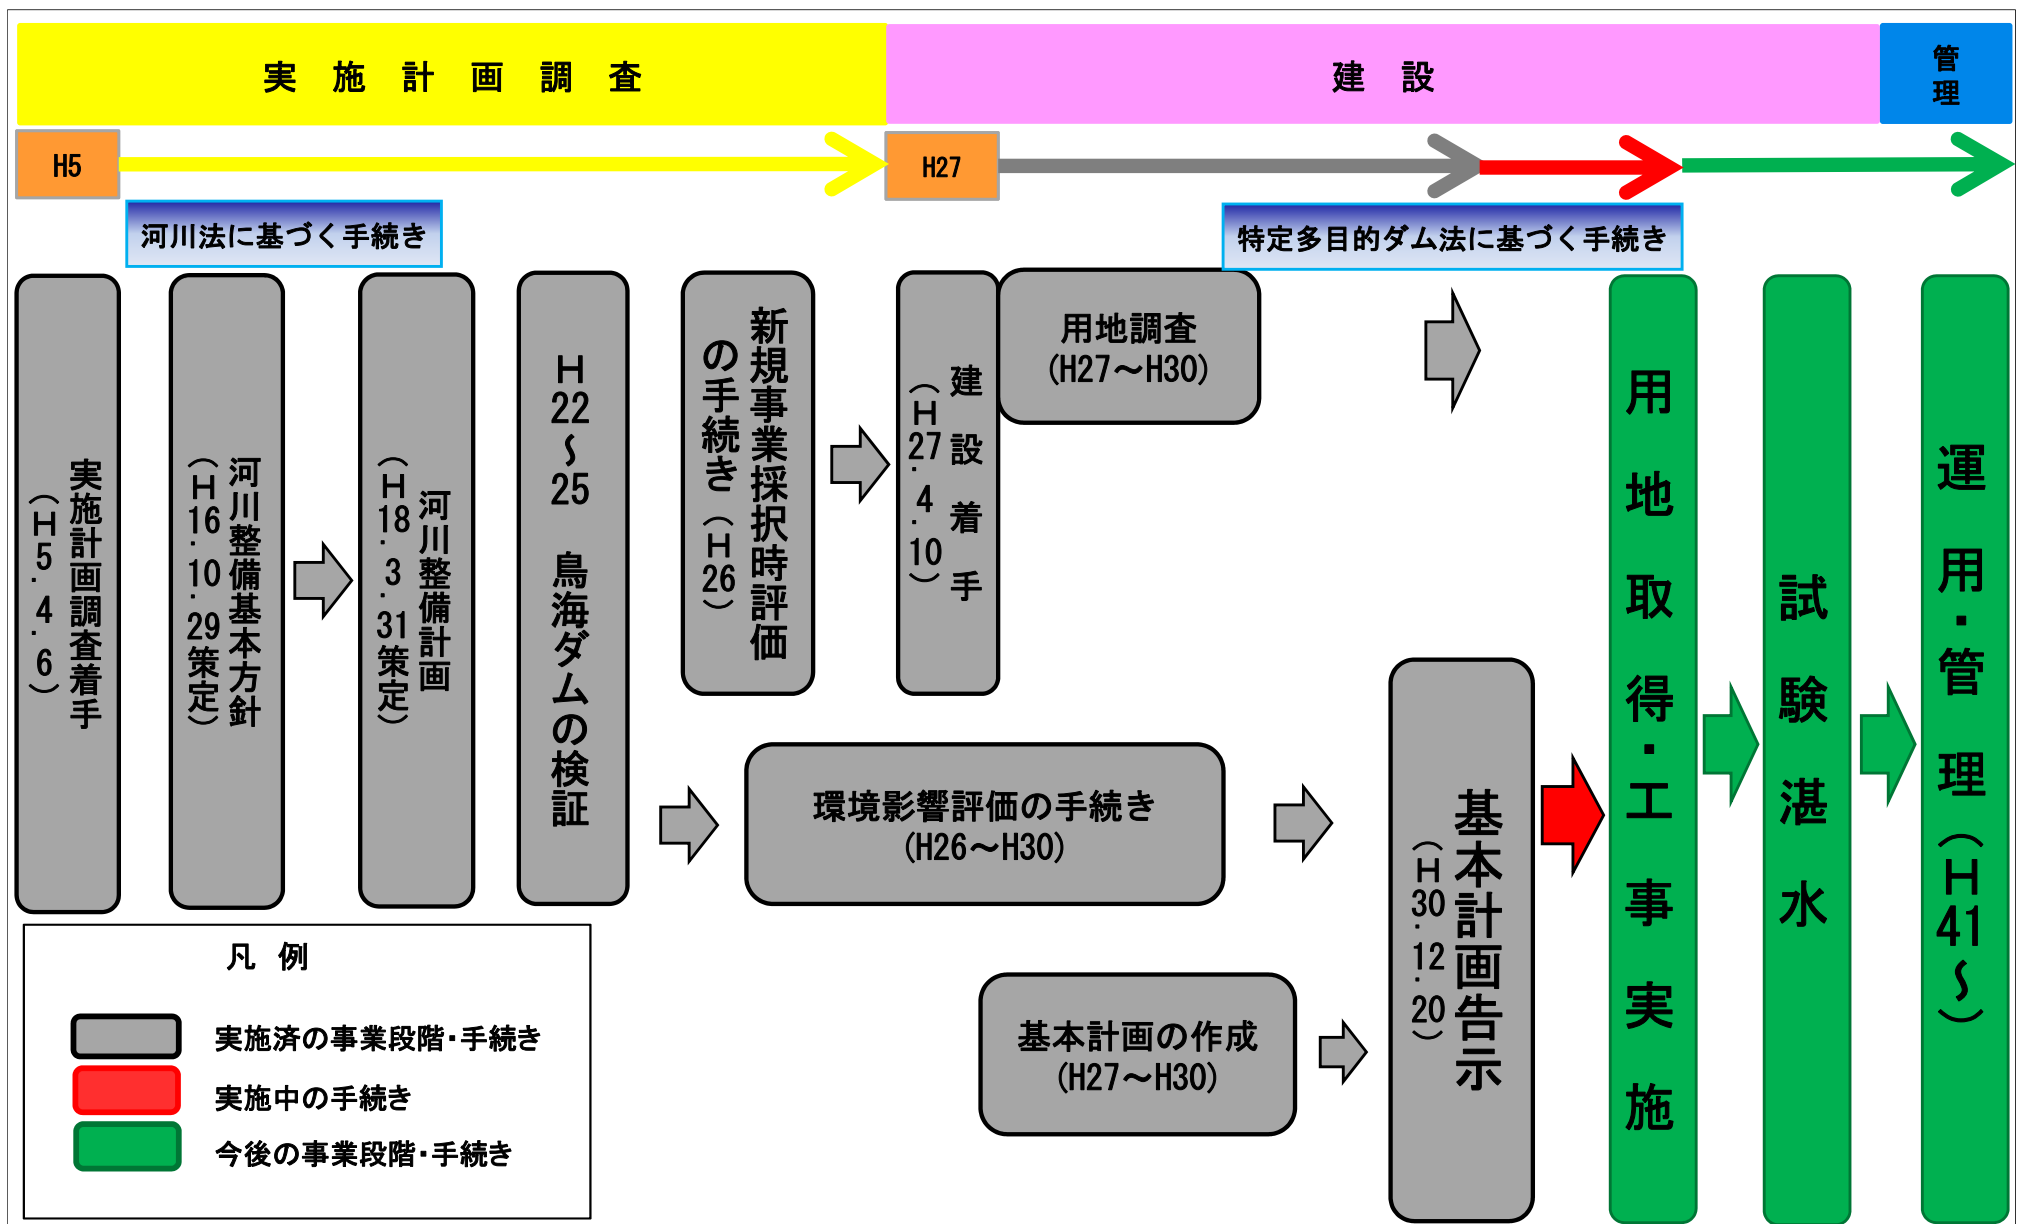 実施計画調査
建設
管
理
H5
H27
河川法に基づく手続き
特定多目的ダム法に基づく手続き
実施計画調査着手
（H5.4.6）
河川整備基本方針
（H16.10.29策定）
河川整備計画
（H18.3.31策定）
H22～25 鳥海ダムの検証
新規事業採択時評価
の手続き（H26）
建設着手
（H27.4.10）
用地調査
(H27～H30)
環境影響評価の手続き
(H26～H30)
基本計画の作成
(H27～H30)
基本計画告示
（H30.12.20）
用地取得・工事実施
試験湛水
運用・管理（H41～）
凡 例
実施済の事業段階・手続き
実施中の手続き
今後の事業段階・手続き